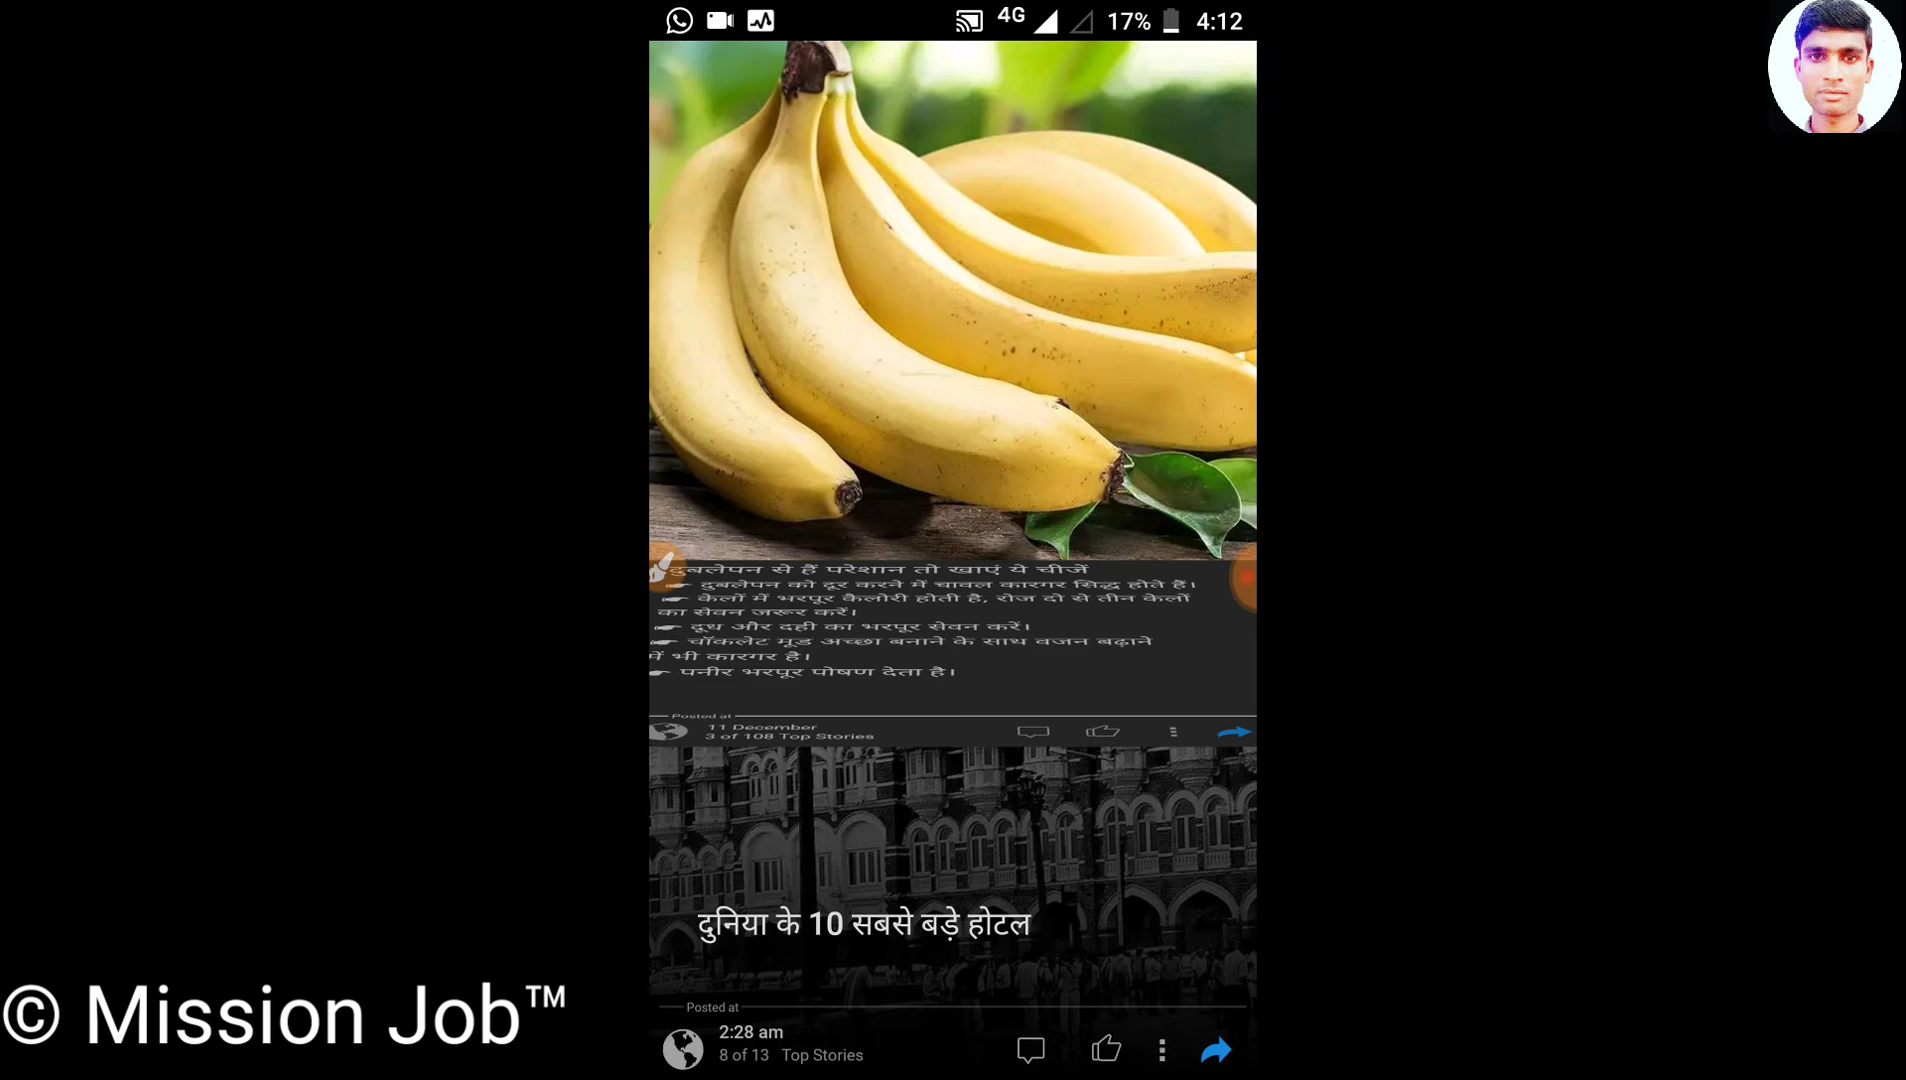 4G 17% 4:12
दुबलेपन से हैं परेशान तो खाएं ये चीजें
दुबलेपन को दूर करने में चावल कारगर सिद्ध होते हैं।
केलों में भरपूर कैलोरी होती है, रोज दो से तीन केलों
का सेवन जरूर करें।
दूध और दही का भरपूर सेवन करें।
चॉकलेट मूड अच्छा बनाने के साथ वजन बढ़ाने
में भी कारगर है।
पनीर भरपूर पोषण देता है।
Posted at
11 December
3 of 108 Top Stories
दुनिया के 10 सबसे बड़े होटल
Posted at
2:28 am
8 of 13 Top Stories
© Mission Job™